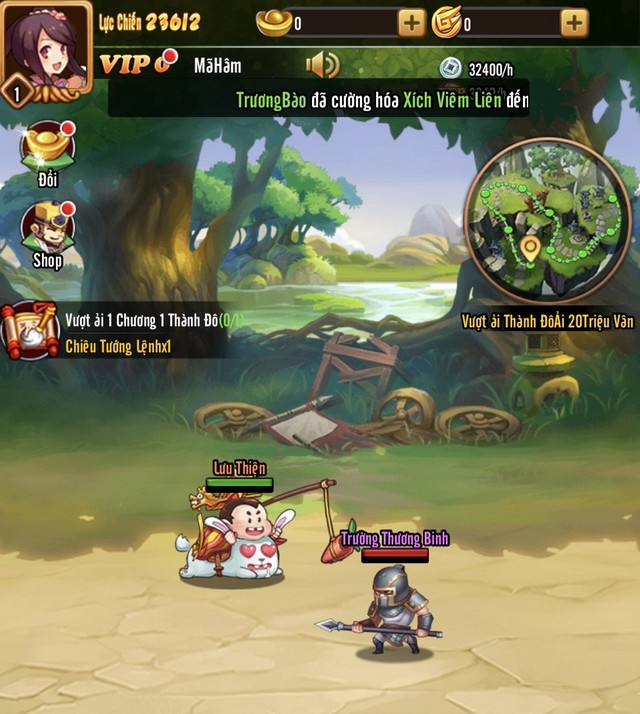 Lực Chiến 23612
0
0
VIP 0
MãHâm
32400/h
1
TrươngBào đã cường hóa Xích Viêm Liên đến
Đổi
Shop
Vượt ải 1 Chương 1 Thành Đô(0/1)
Chiêu Tướng Lệnhx1
Vượt ải Thành ĐôẢi 20Triệu Vân
Lưu Thiện
Trường Thương Binh